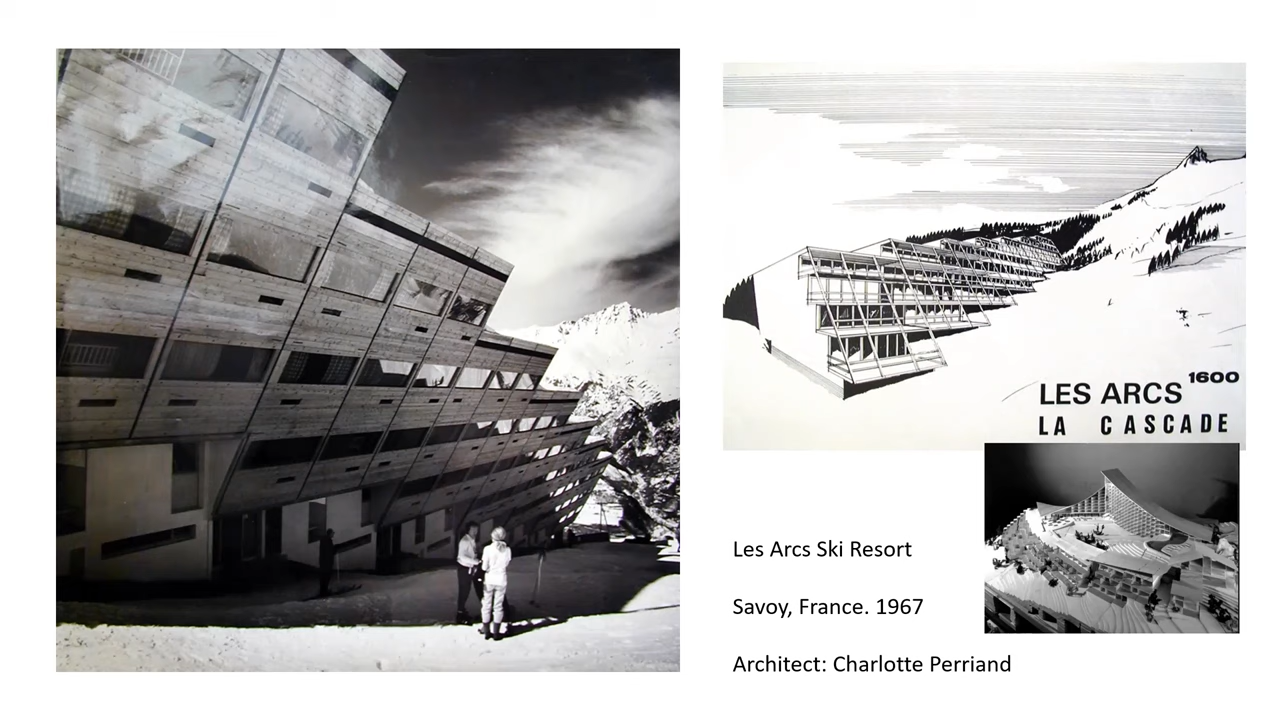 LES ARCS 1600
LA CASCADE
Les Arcs Ski Resort
Savoy, France. 1967
Architect: Charlotte Perriand